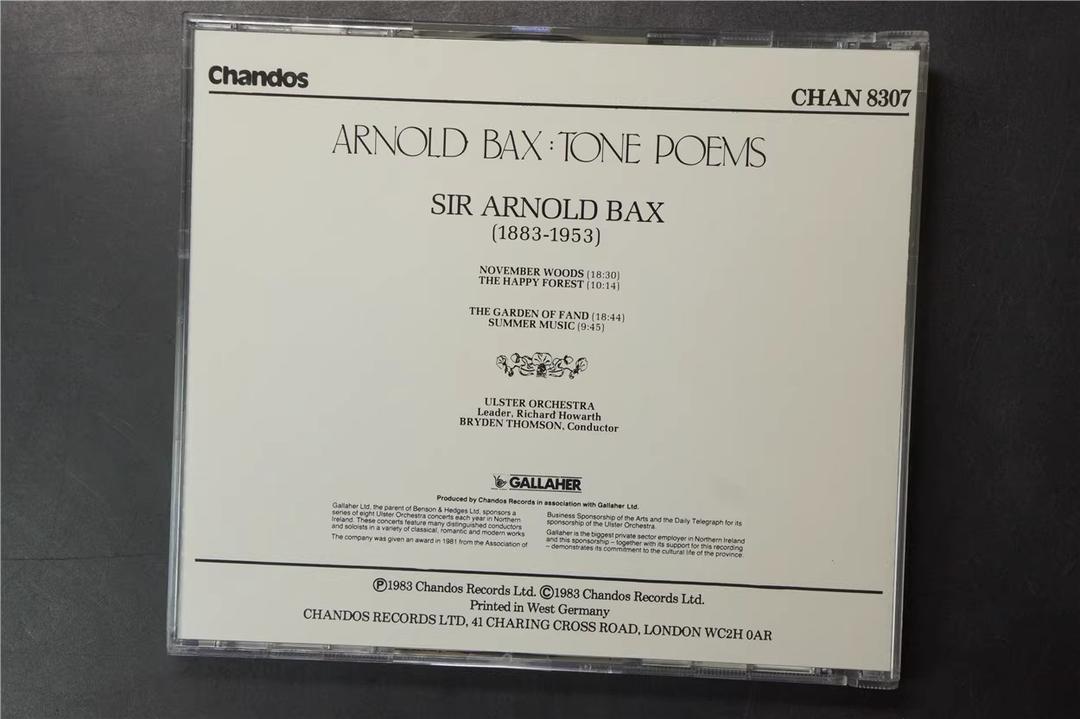 Chandos
CHAN 8307
ARNOLD BAX : TONE POEMS
SIR ARNOLD BAX
(1883-1953)
NOVEMBER WOODS (18:30)
THE HAPPY FOREST (10:14)
THE GARDEN OF FAND (18:44)
SUMMER MUSIC (9:45)
ULSTER ORCHESTRA
Leader, Richard Howarth
BRYDEN THOMSON, Conductor
GALLAHER
Produced by Chandos Records in association with Gallaher Ltd.
Gallaher Ltd, the parent of Benson & Hedges Ltd, sponsors a
series of eight Ulster Orchestra concerts each year in Northern
Ireland. These concerts feature many distinguished conductors
and soloists in a variety of classical, romantic and modern works
The company was given an award in 1981 from the Association of
Business Sponsorship of the Arts and the Daily Telegraph for its
sponsorship of the Ulster Orchestra.
Gallaher is the biggest private sector employer in Northern Ireland
and this sponsorship – together with its support for this recording
– demonstrates its commitment to the cultural life of the province.
Ⓟ1983 Chandos Records Ltd. ©1983 Chandos Records Ltd.
Printed in West Germany
CHANDOS RECORDS LTD, 41 CHARING CROSS ROAD, LONDON WC2H 0AR